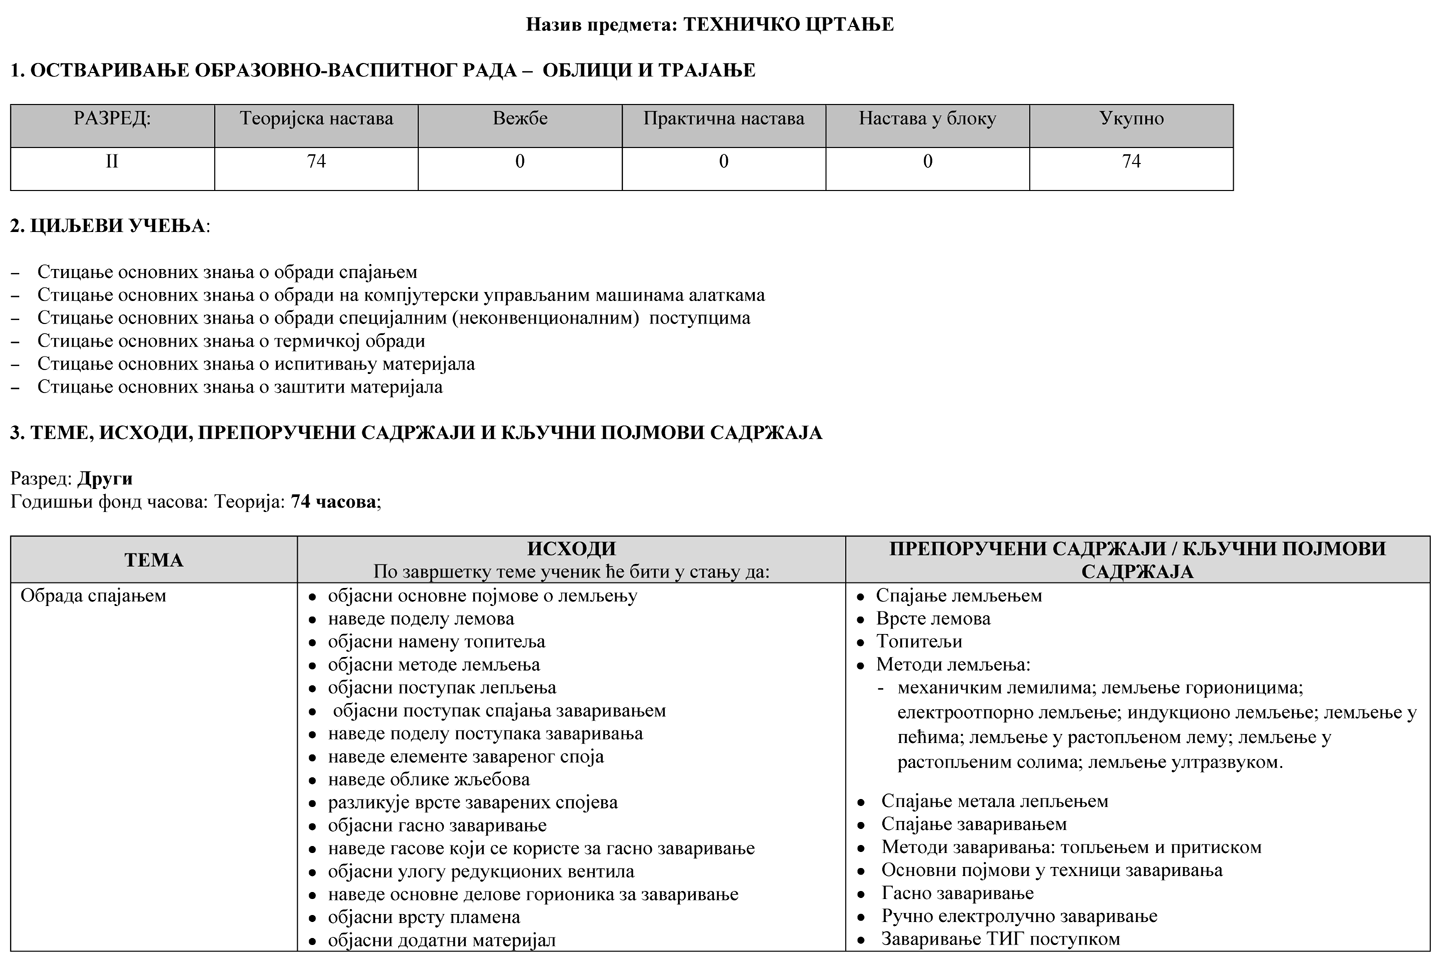 Назив предмета: ТЕХНИЧКО ЦРТАЊЕ
1. ОСТВАРИВАЊЕ ОБРАЗОВНО-ВАСПИТНОГ РАДА – ОБЛИЦИ И ТРАЈАЊЕ
РАЗРЕД: Теоријска настава Вежбе Практична настава Настава у блоку Укупно
II 74 0 0 0 74
2. ЦИЉЕВИ УЧЕЊА:
– Стицање основних знања о обради спајањем
– Стицање основних знања о обради на компјутерски управљаним машинама алаткама
– Стицање основних знања о обради специјалним (неконвенционалним) поступцима
– Стицање основних знања о термичкој обради
– Стицање основних знања о испитивању материјала
– Стицање основних знања о заштити материјала
3. ТЕМЕ, ИСХОДИ, ПРЕПОРУЧЕНИ САДРЖАЈИ И КЉУЧНИ ПОЈМОВИ САДРЖАЈА
Разред: Други
Годишњи фонд часова: Теорија: 74 часова;
ТЕМА
ИСХОДИ
По завршетку теме ученик ће бити у стању да:
ПРЕПОРУЧЕНИ САДРЖАЈИ / КЉУЧНИ ПОЈМОВИ
САДРЖАЈА
Обрада спајањем
• објасни основне појмове о лемљењу
• наведе поделу лемова
• објасни намену топитеља
• објасни методе лемљења
• објасни поступак лепљења
• објасни поступак спајања заваривањем
• наведе поделу поступака заваривања
• наведе елементе завареног споја
• наведе облике жљебова
• разликује врсте заварених спојева
• објасни гасно заваривање
• наведе гасове који се користе за гасно заваривање
• објасни улогу редукционих вентила
• наведе основне делове горионика за заваривање
• објасни врсту пламена
• објасни додатни материјал
• Спајање лемљењем
• Врсте лемова
• Топитељи
• Методи лемљења:
- механичким лемилима; лемљење горионицима;
електроотпорно лемљење; индукционо лемљење; лемљење у
пећима; лемљење у растопљеном лему; лемљење у
растопљеним солима; лемљење ултразвуком.
• Спајање метала лепљењем
• Спајање заваривањем
• Методи заваривања: топљењем и притиском
• Основни појмови у техници заваривања
• Гасно заваривање
• Ручно електролучно заваривање
• Заваривање ТИГ поступком